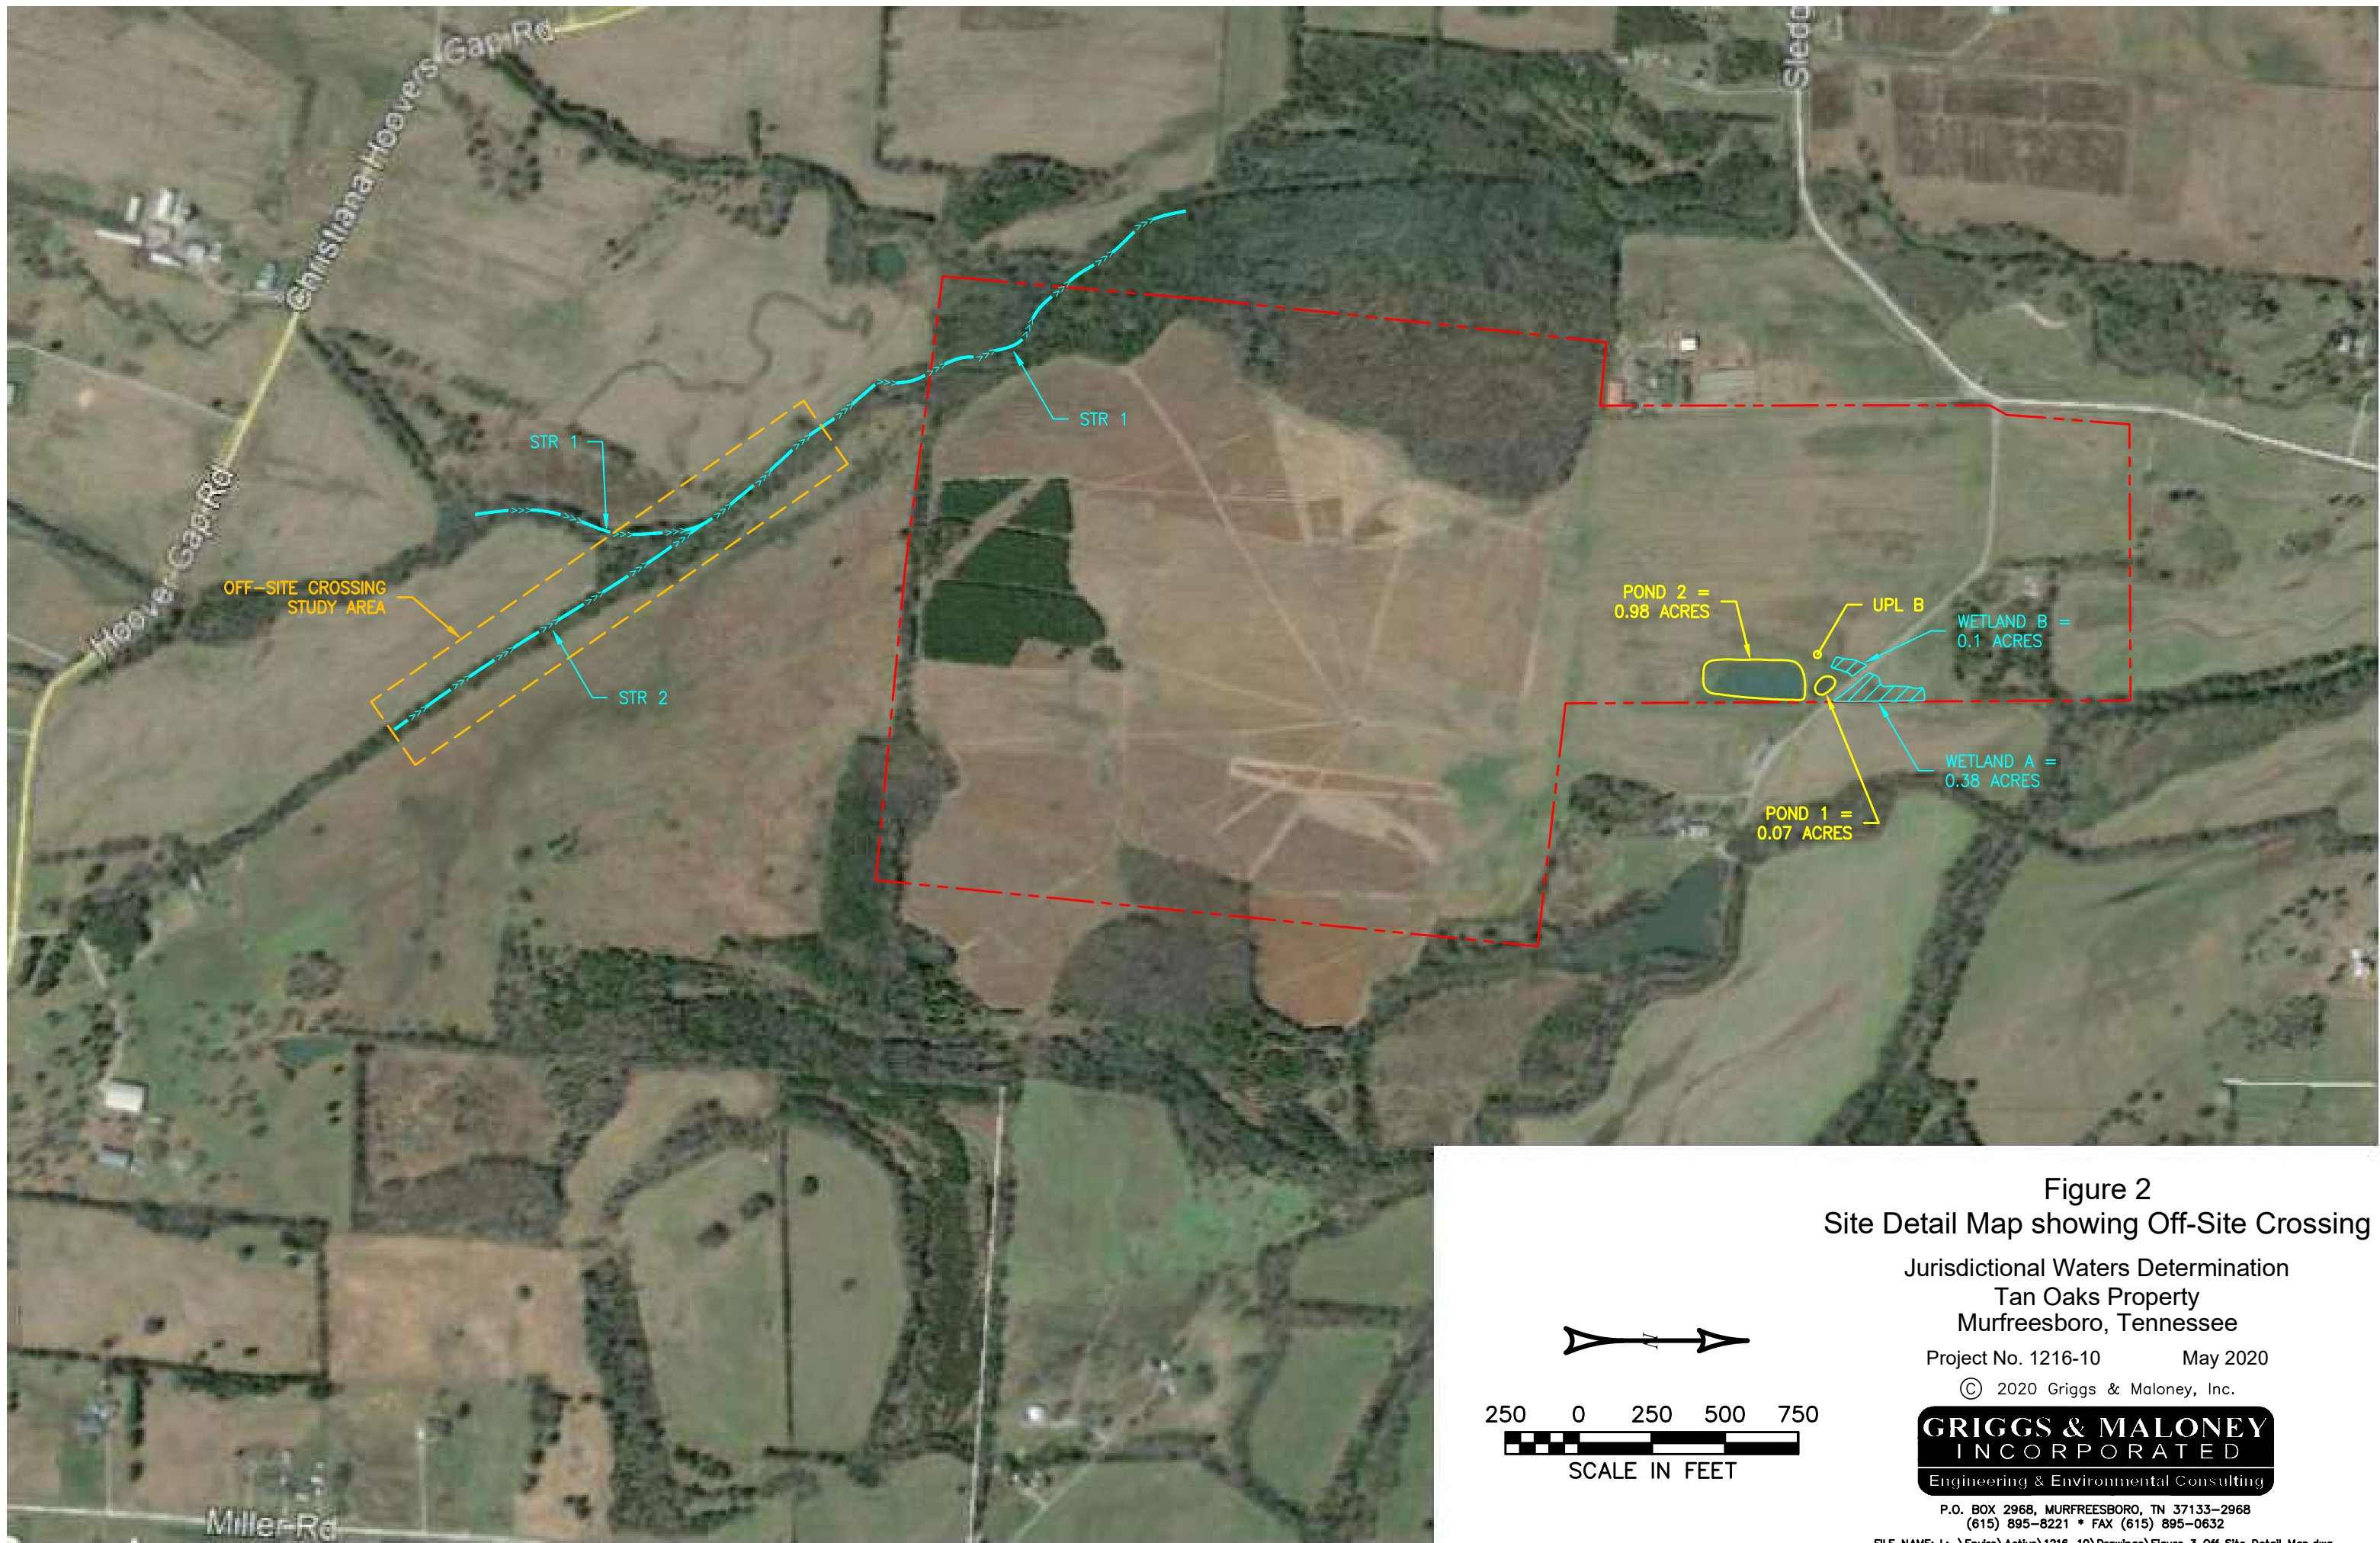 Christiana Hoovers Gap Rd
Hoover Gap Rd
STR 1
STR 1
OFF-SITE CROSSING
STUDY AREA
STR 2
POND 2 =
0.98 ACRES
UPL B
WETLAND B =
0.1 ACRES
WETLAND A =
0.38 ACRES
POND 1 =
0.07 ACRES
Miller Rd
N
250 0 250 500 750
SCALE IN FEET
Figure 2
Site Detail Map showing Off-Site Crossing
Jurisdictional Waters Determination
Tan Oaks Property
Murfreesboro, Tennessee
Project No. 1216-10 May 2020
© 2020 Griggs & Maloney, Inc.
GRIGGS & MALONEY
INCORPORATED
Engineering & Environmental Consulting
P.O. BOX 2968, MURFREESBORO, TN 37133-2968
(615) 895-8221 * FAX (615) 895-0632